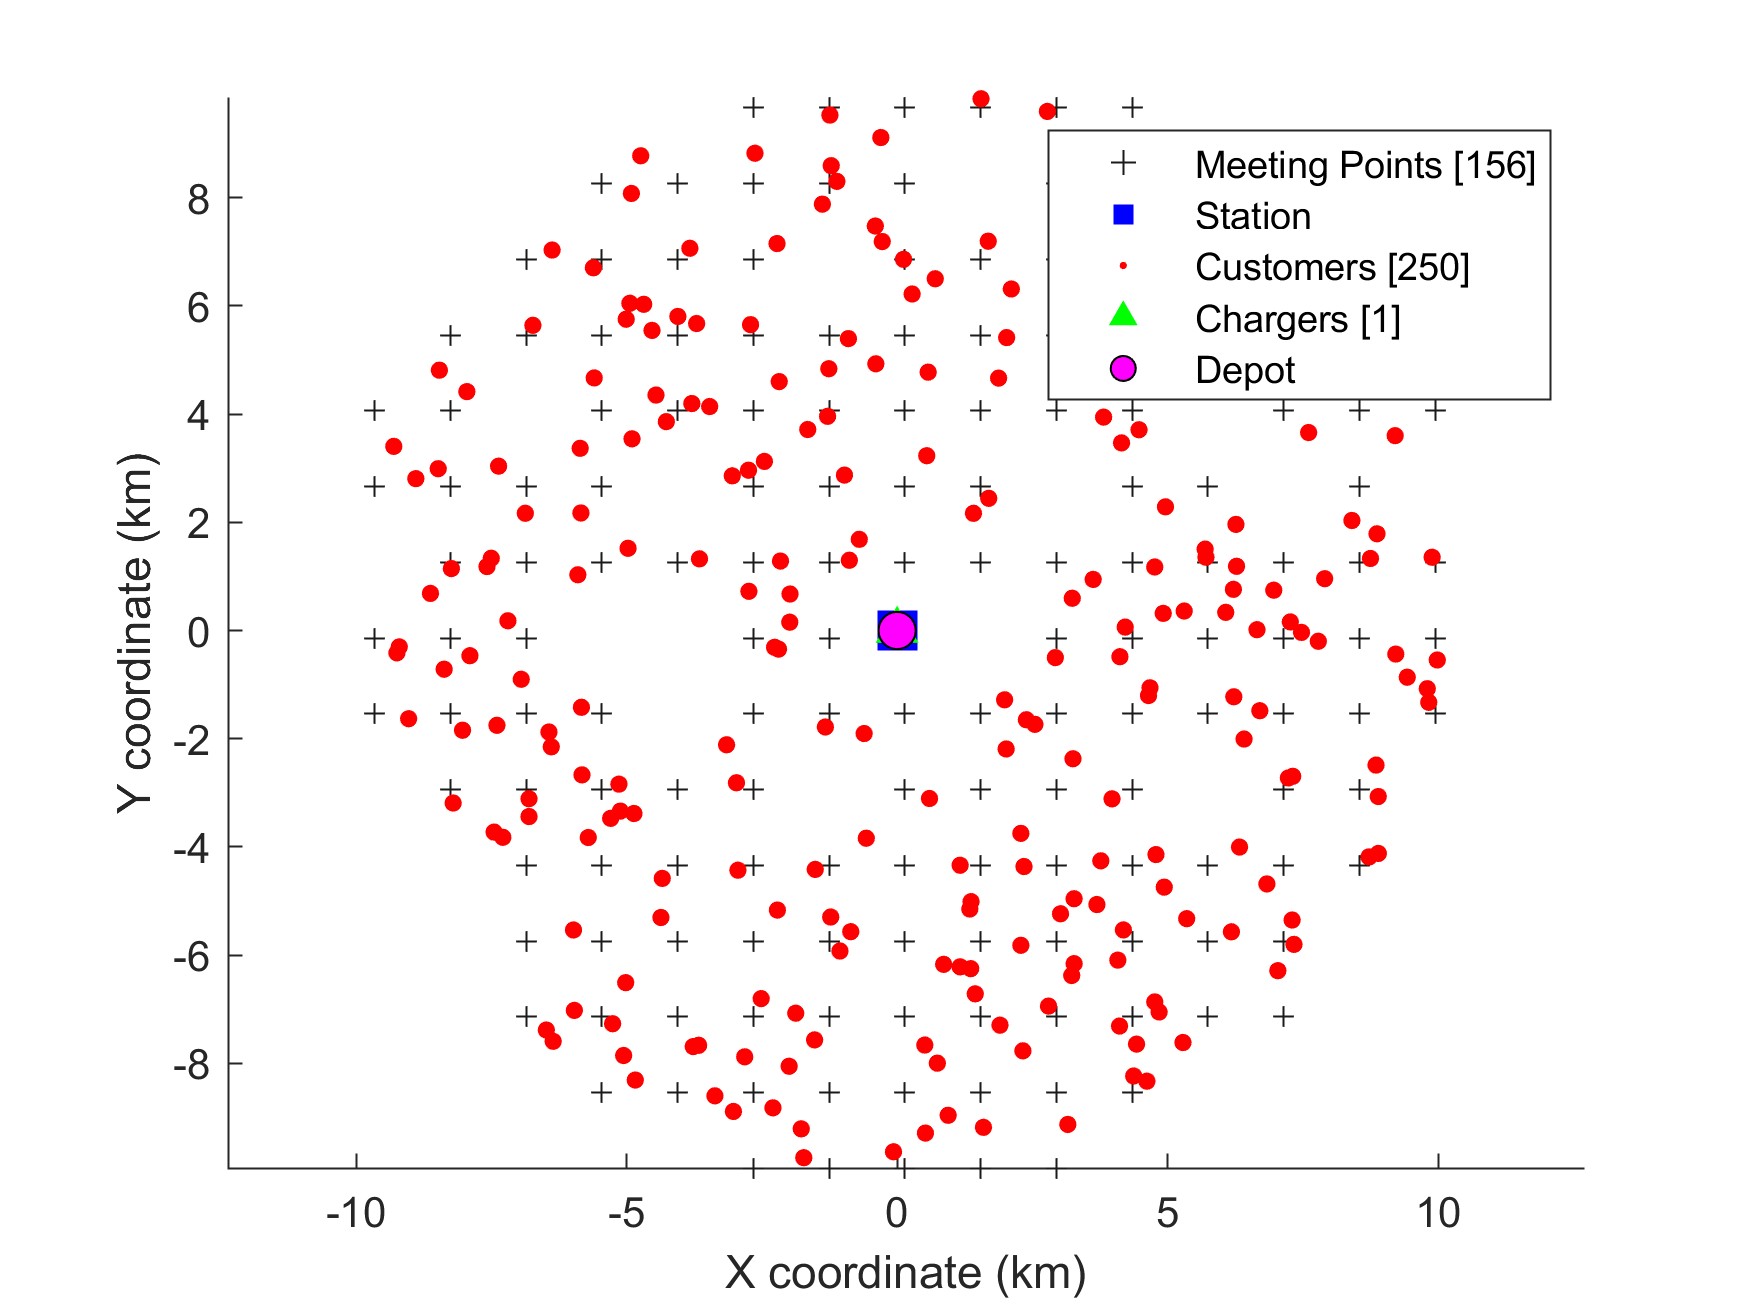 8
6
4
2
0
-2
-4
-6
-8
Y coordinate (km)
Meeting Points [156]
Station
Customers [250]
Chargers [1]
Depot
-10 -5 0 5 10
X coordinate (km)